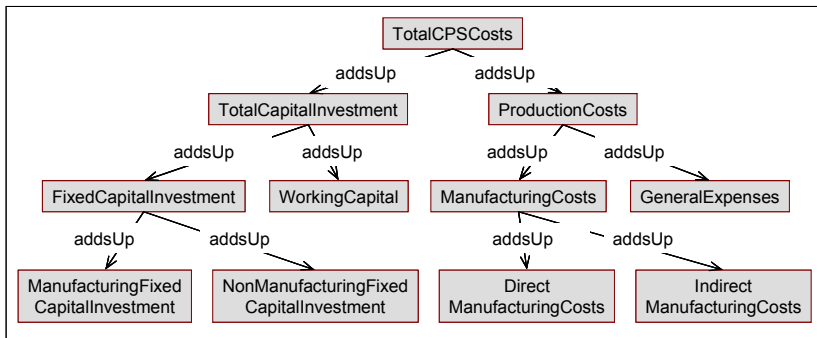 TotalCPSCosts
addsUp addsUp
TotalCapitalInvestment ProductionCosts
addsUp addsUp addsUp addsUp
FixedCapitalInvestment WorkingCapital ManufacturingCosts GeneralExpenses
addsUp addsUp addsUp addsUp
ManufacturingFixed
CapitalInvestment
NonManufacturingFixed
CapitalInvestment
Direct
ManufacturingCosts
Indirect
ManufacturingCosts